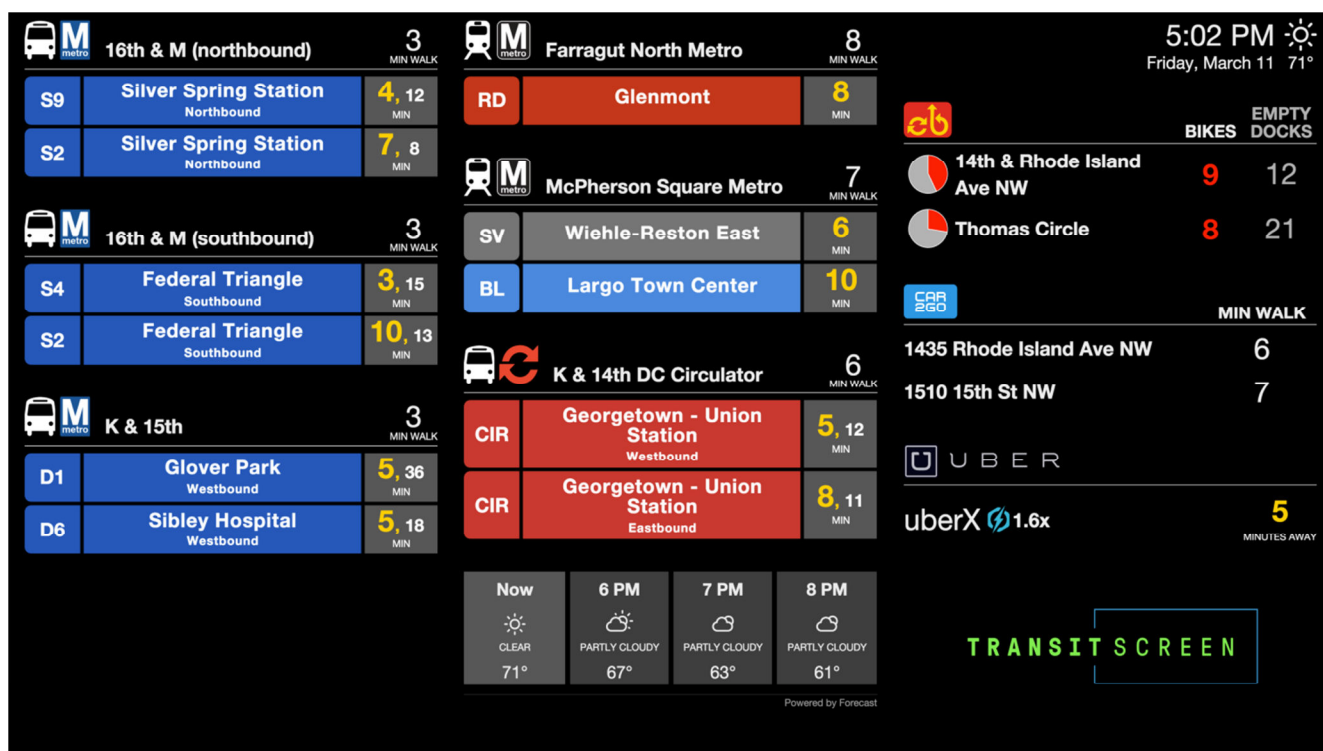 M metro 16th & M (northbound) 3
MIN WALK
S9 Silver Spring Station 4, 12
Northbound MIN
S2 Silver Spring Station 7, 8
Northbound MIN
M metro 16th & M (southbound) 3
MIN WALK
S4 Federal Triangle 3, 15
Southbound MIN
S2 Federal Triangle 10, 13
Southbound MIN
M metro K & 15th 3
MIN WALK
D1 Glover Park 5, 36
Westbound MIN
D6 Sibley Hospital 5, 18
Westbound MIN
M metro Farragut North Metro 8
MIN WALK
RD Glenmont 8
MIN
M metro McPherson Square Metro 7
MIN WALK
SV Wiehle-Reston East 6
MIN
BL Largo Town Center 10
MIN
K & 14th DC Circulator 6
MIN WALK
CIR Georgetown - Union 5, 12
Station
Westbound MIN
CIR Georgetown - Union 8, 11
Station
Eastbound MIN
Now 6 PM 7 PM 8 PM
CLEAR PARTLY CLOUDY PARTLY CLOUDY PARTLY CLOUDY
71° 67° 63° 61°
Powered by Forecast
5:02 PM
Friday, March 11 71°
cb BIKES EMPTY
DOCKS
14th & Rhode Island
Ave NW 9 12
Thomas Circle 8 21
CAR
2GO MIN WALK
1435 Rhode Island Ave NW 6
1510 15th St NW 7
U UBER
uberX 1.6x 5
MINUTES AWAY
TRANSITSCREEN